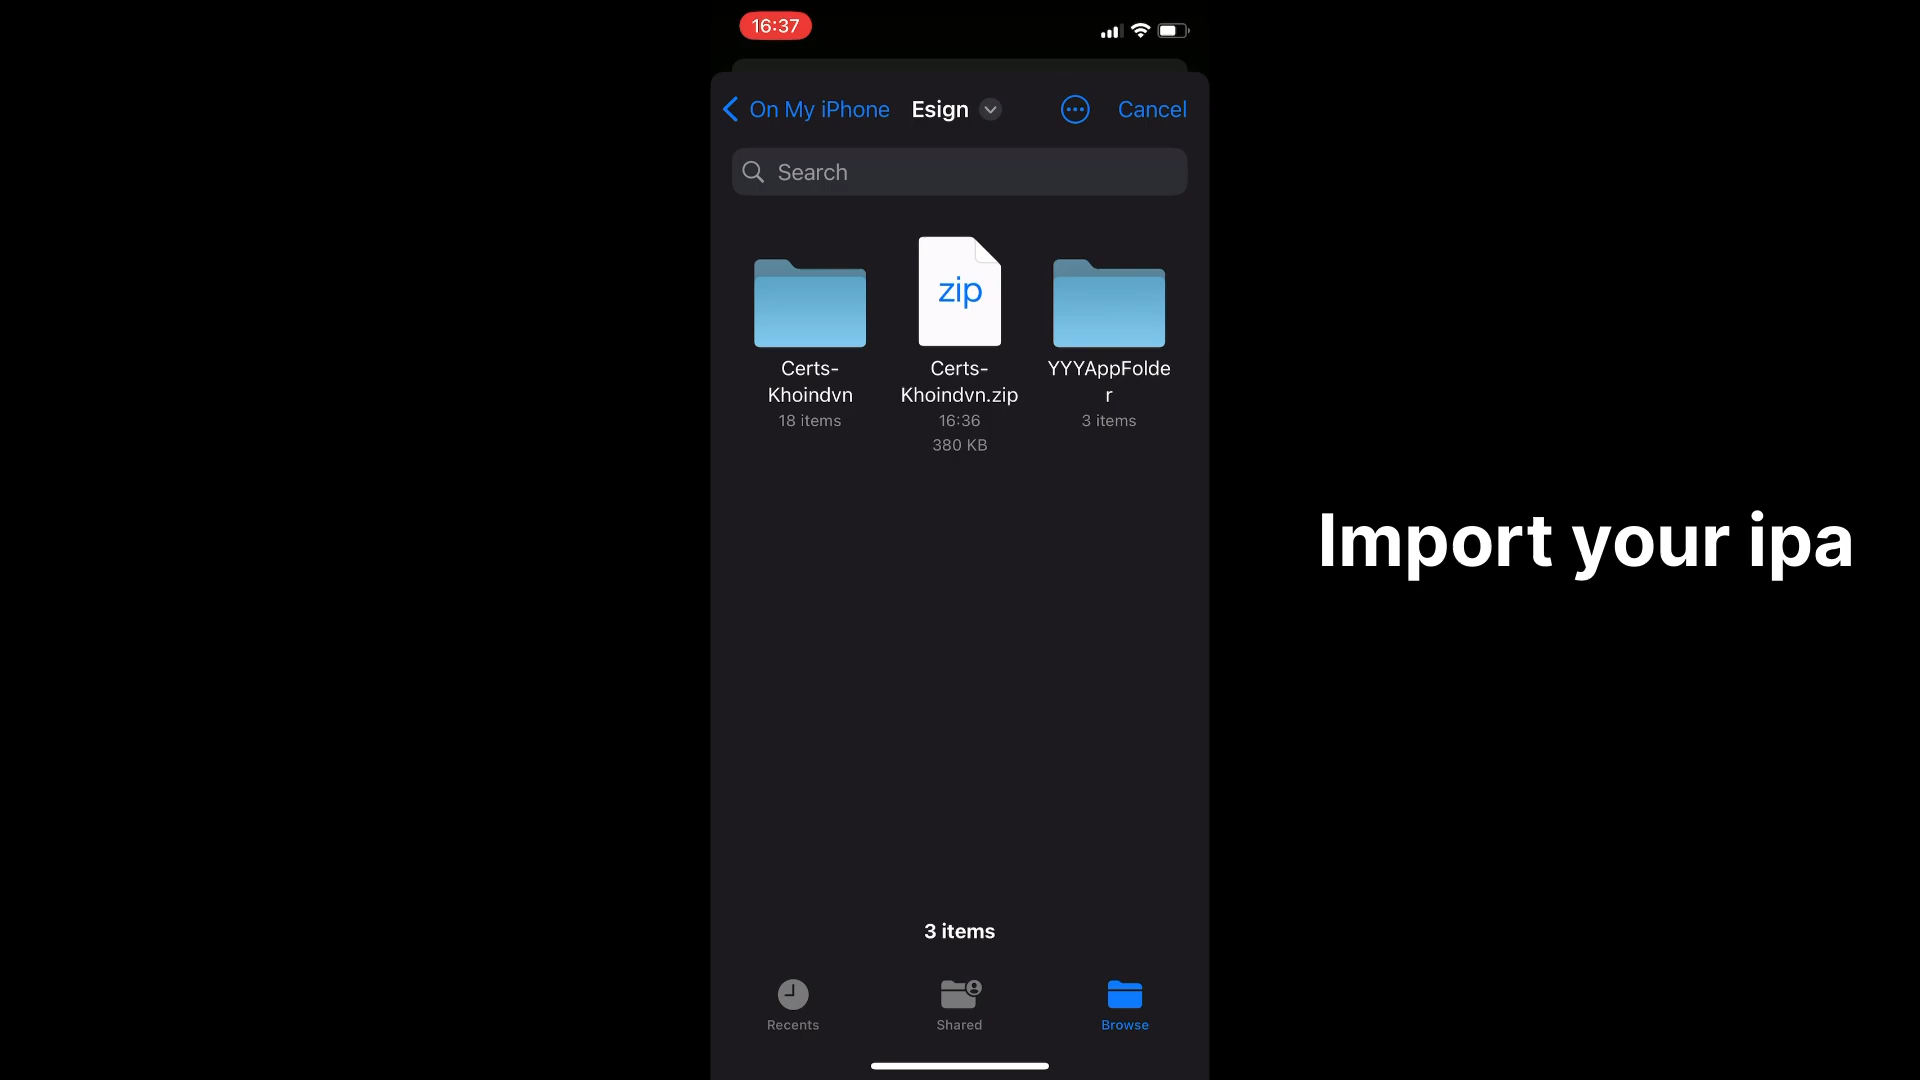 16:37
On My iPhone Esign Cancel
Search
zip
Certs-
Khoindvn
18 items
Certs-
Khoindvn.zip
16:36
380 KB
YYYAppFolde
r
3 items
Import your ipa
3 items
Recents
Shared
Browse